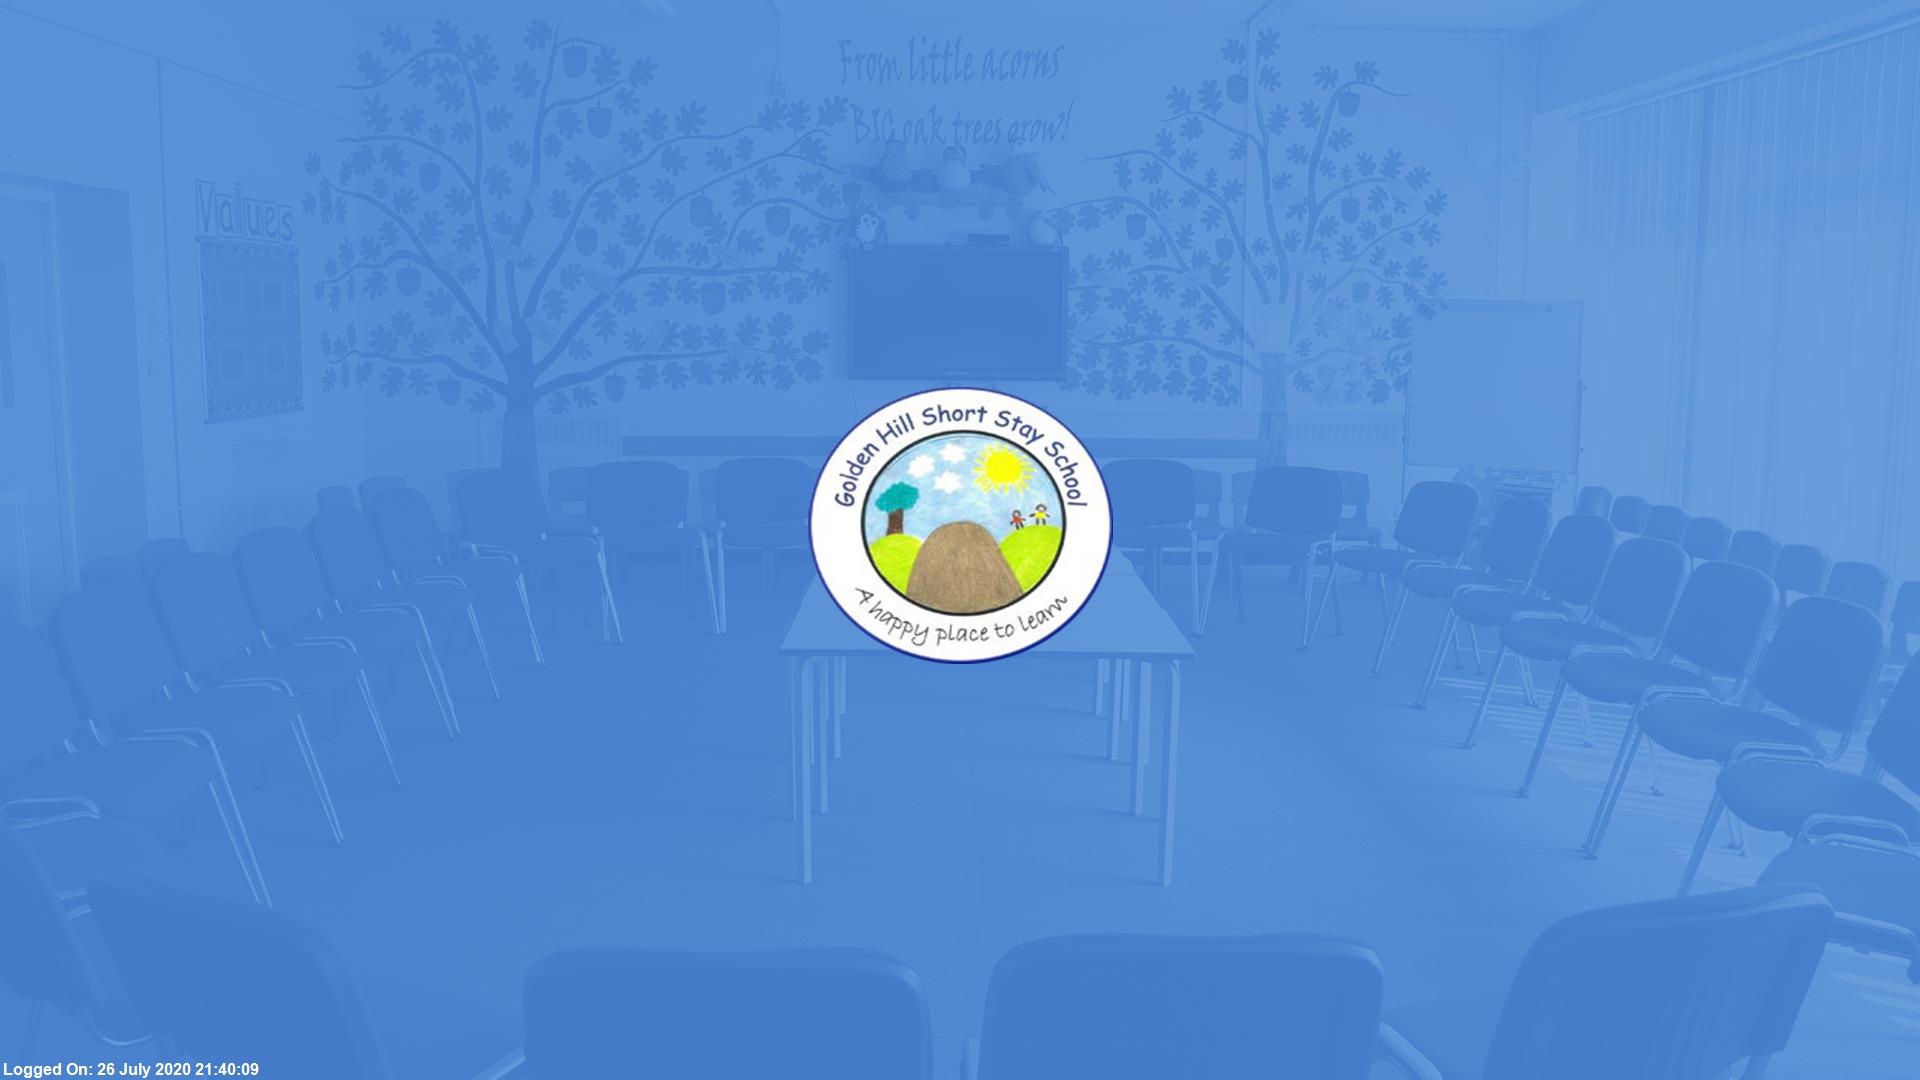 From little acorns
BIG oak trees grow!
Values
Golden Hill Short Stay School
A happy place to learn
Logged On: 26 July 2020 21:40:09